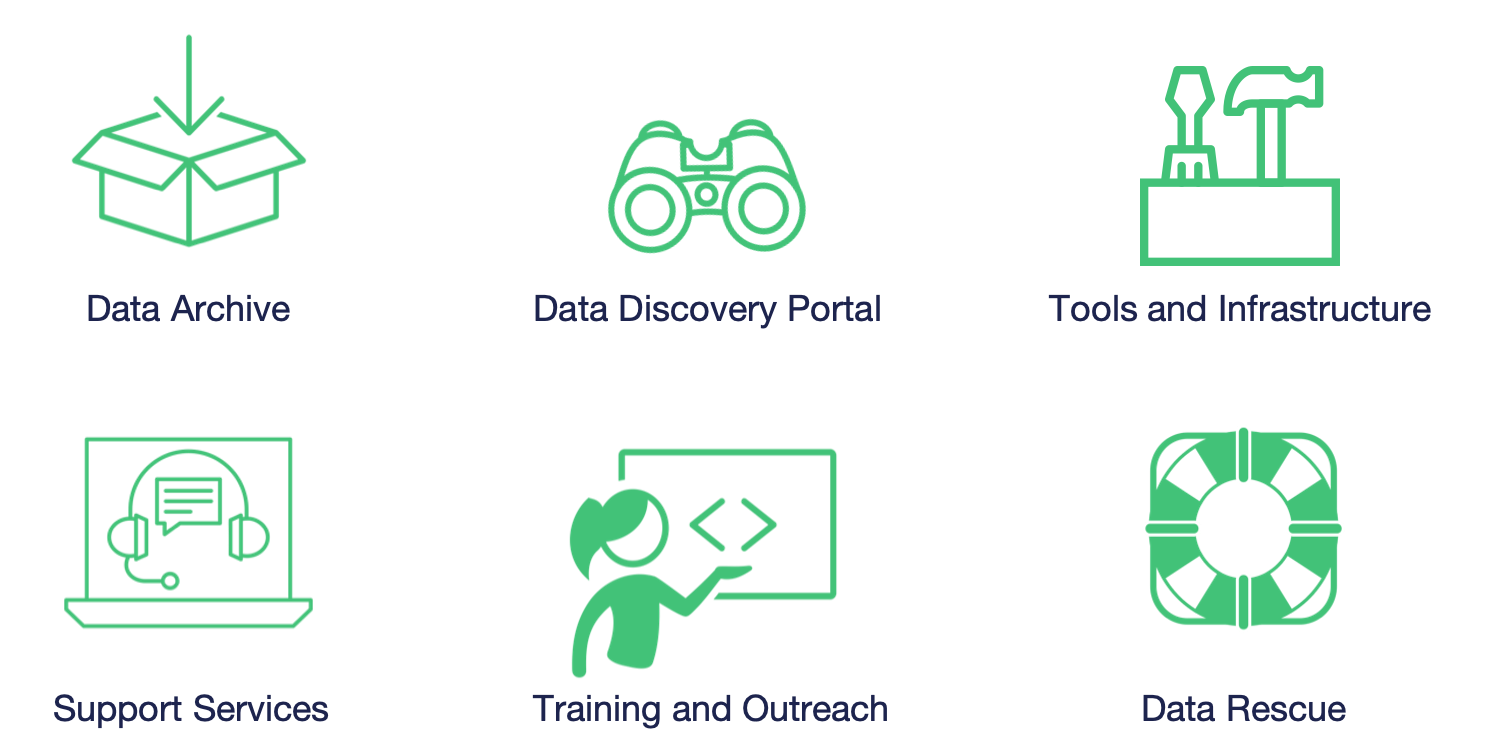 Data Archive
Data Discovery Portal
Tools and Infrastructure
Support Services
Training and Outreach
Data Rescue